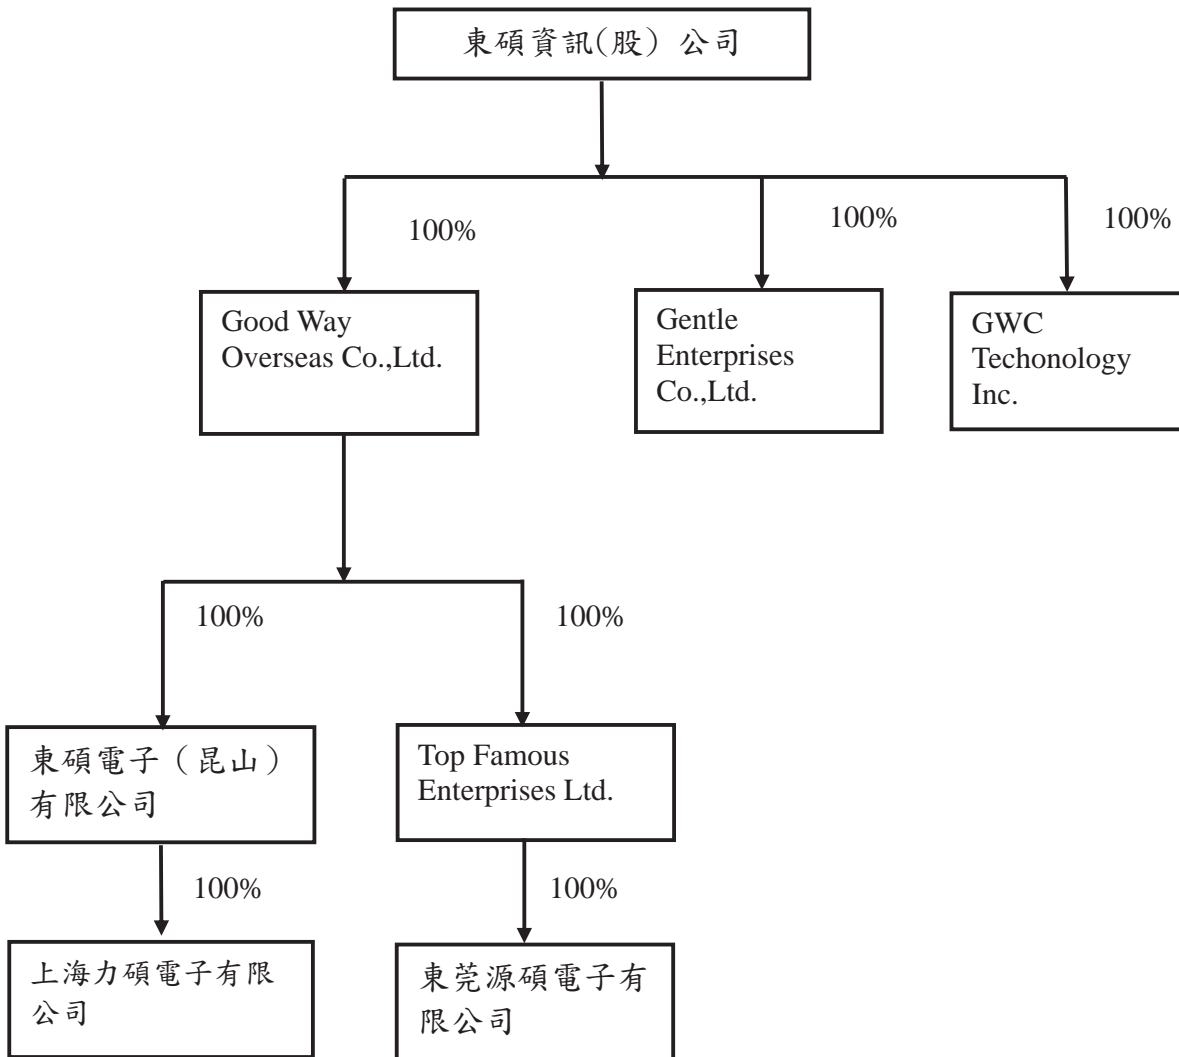 東碩資訊(股) 公司
100%
100%
100%
Good Way
Overseas Co.,Ltd.
Gentle
Enterprises
Co.,Ltd.
GWC
Techonology
Inc.
100%
100%
東碩電子（昆山）
有限公司
Top Famous
Enterprises Ltd.
100%
100%
上海力碩電子有限
公司
東莞源碩電子有
限公司